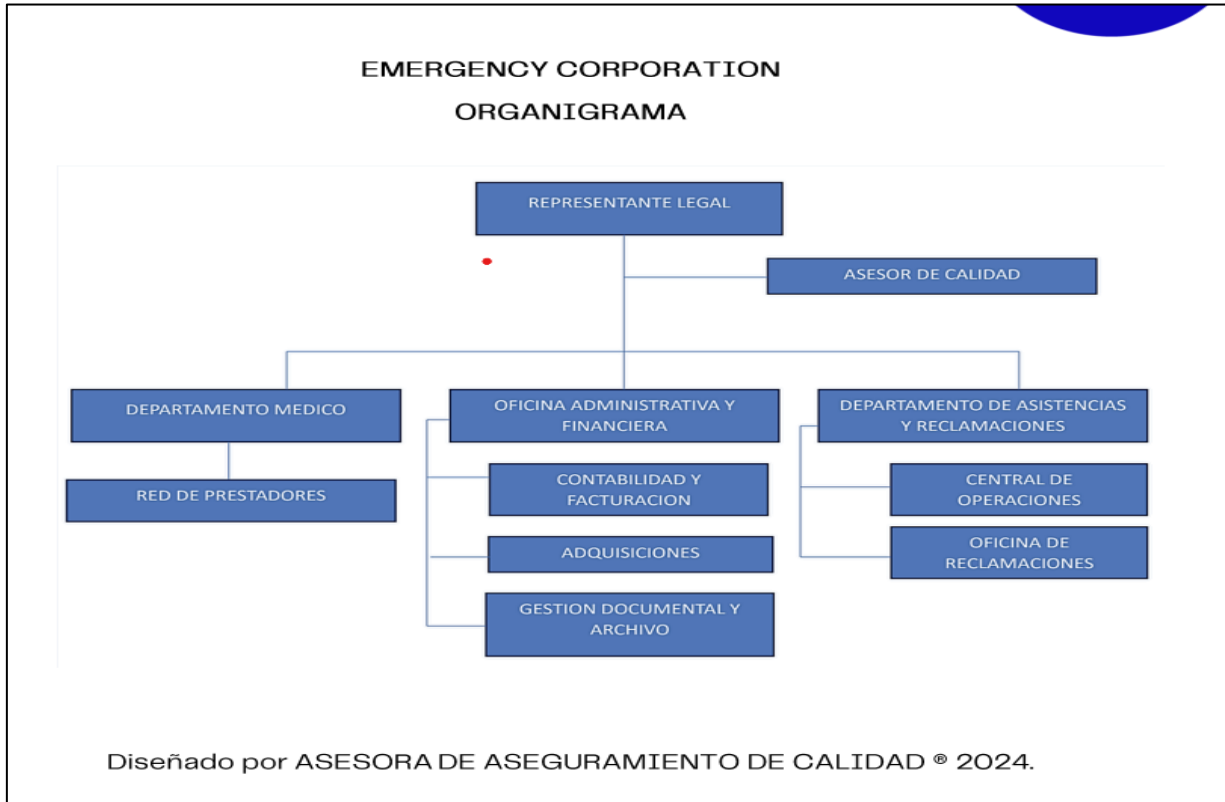 EMERGENCY CORPORATION
ORGANIGRAMA
REPRESENTANTE LEGAL
ASESOR DE CALIDAD
DEPARTAMENTO MEDICO
RED DE PRESTADORES
OFICINA ADMINISTRATIVA Y
FINANCIERA
CONTABILIDAD Y
FACTURACION
ADQUISICIONES
GESTION DOCUMENTAL Y
ARCHIVO
DEPARTAMENTO DE ASISTENCIAS
Y RECLAMACIONES
CENTRAL DE
OPERACIONES
OFICINA DE
RECLAMACIONES
Diseñado por ASESORA DE ASEGURAMIENTO DE CALIDAD ® 2024.